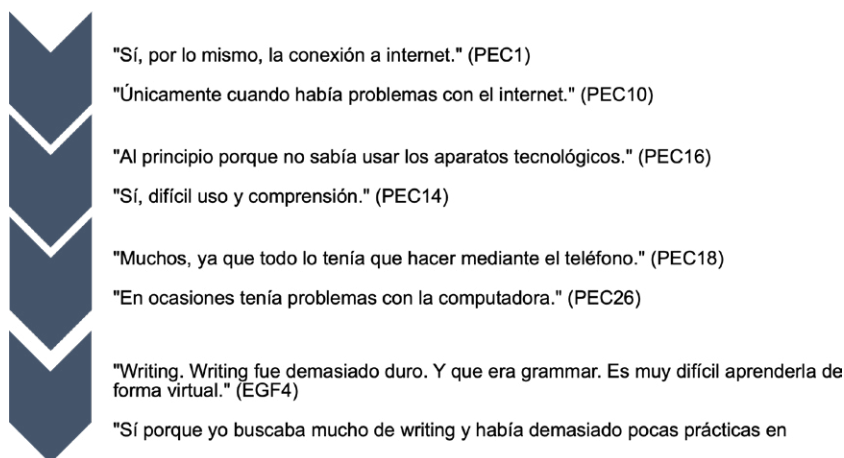 "Sí, por lo mismo, la conexión a internet." (PEC1)
"Únicamente cuando había problemas con el internet." (PEC10)
"Al principio porque no sabía usar los aparatos tecnológicos." (PEC16)
"Sí, difícil uso y comprensión." (PEC14)
"Muchos, ya que todo lo tenía que hacer mediante el teléfono." (PEC18)
"En ocasiones tenía problemas con la computadora." (PEC26)
"Writing. Writing fue demasiado duro. Y que era grammar. Es muy difícil aprenderla de
forma virtual." (EGF4)
"Sí porque yo buscaba mucho de writing y había demasiado pocas prácticas en